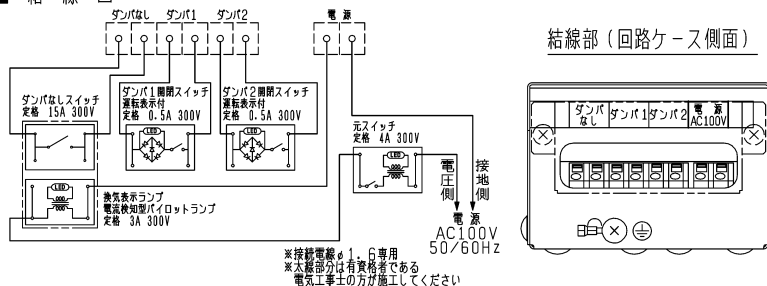 ダンパなし ダンパ1 ダンパ2 電 源
結線部（回路ケース側面）
ダンパなしスイッチ
定格 15A 300V
ダンパ1開閉スイッチ
運転表示付
定格 0.5A 300V
ダンパ2開閉スイッチ
運転表示付
定格 0.5A 300V
元スイッチ
定格 4A 300V
LED
LED
LED
LED
換気表示ランプ
電流検知型パイロットランプ
定格 3A 300V
電圧側
接地側
電 源
AC100V
50/60Hz
※接続電線φ1.6専用
※太線部分は有資格者である
電気工事士の方が施工してください
ダンパなし
ダンパ1
ダンパ2
電 源
AC100V